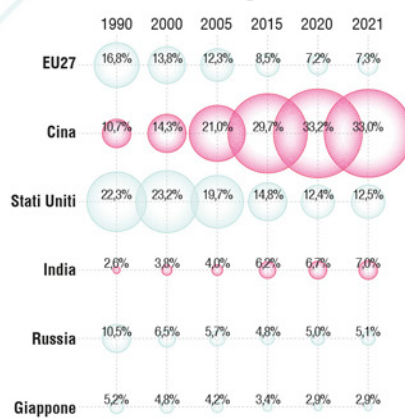 1990 2000 2005 2015 2020 2021
EU27 16,8% 13,8% 12,3% 8,5% 7,2% 7,3%
Cina 10,7% 14,3% 21,0% 29,7% 33,2% 33,0%
Stati Uniti 22,3% 23,2% 19,7% 14,8% 12,4% 12,5%
India 2,6% 3,8% 4,0% 6,2% 6,7% 7,0%
Russia 10,5% 6,5% 5,7% 4,8% 5,0% 5,1%
Giappone 5,2% 4,8% 4,2% 3,4% 2,9% 2,9%